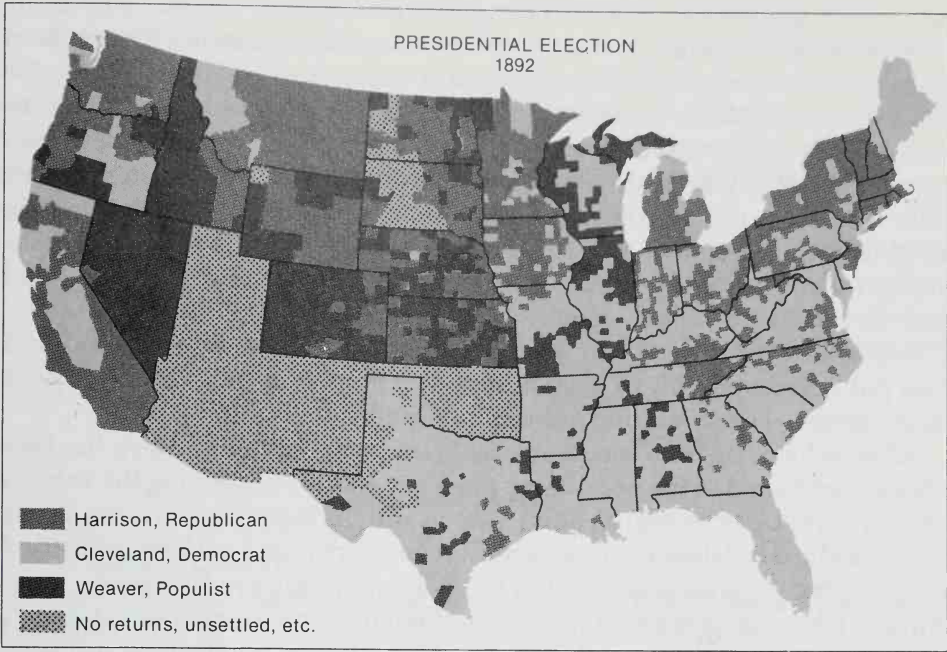 PRESIDENTIAL ELECTION
1892
Harrison, Republican
Cleveland, Democrat
Weaver, Populist
No returns, unsettled, etc.